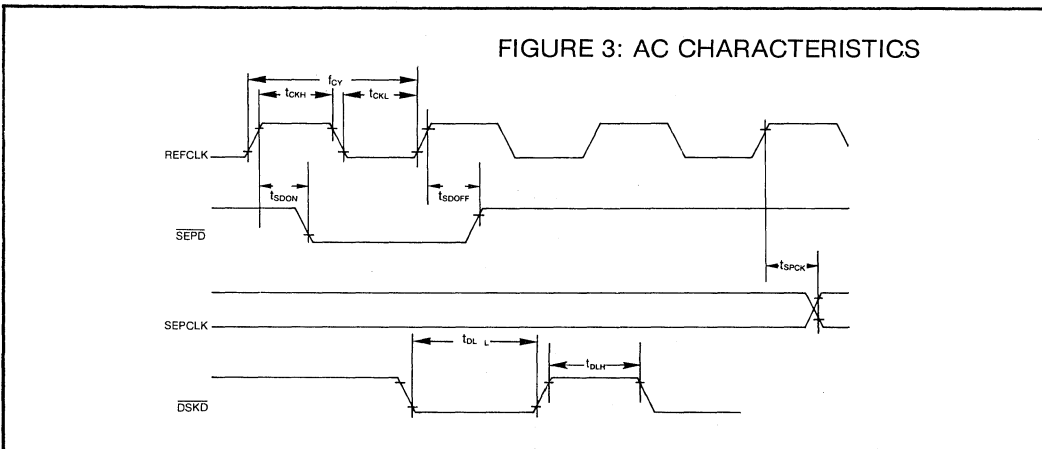 FIGURE 3: AC CHARACTERISTICS
fCY
tCKH tCKL
REFCLK
tSDON tSDOFF
SEPD
tSPCK
SEPCLK
tDL L
tDLH
DSKD